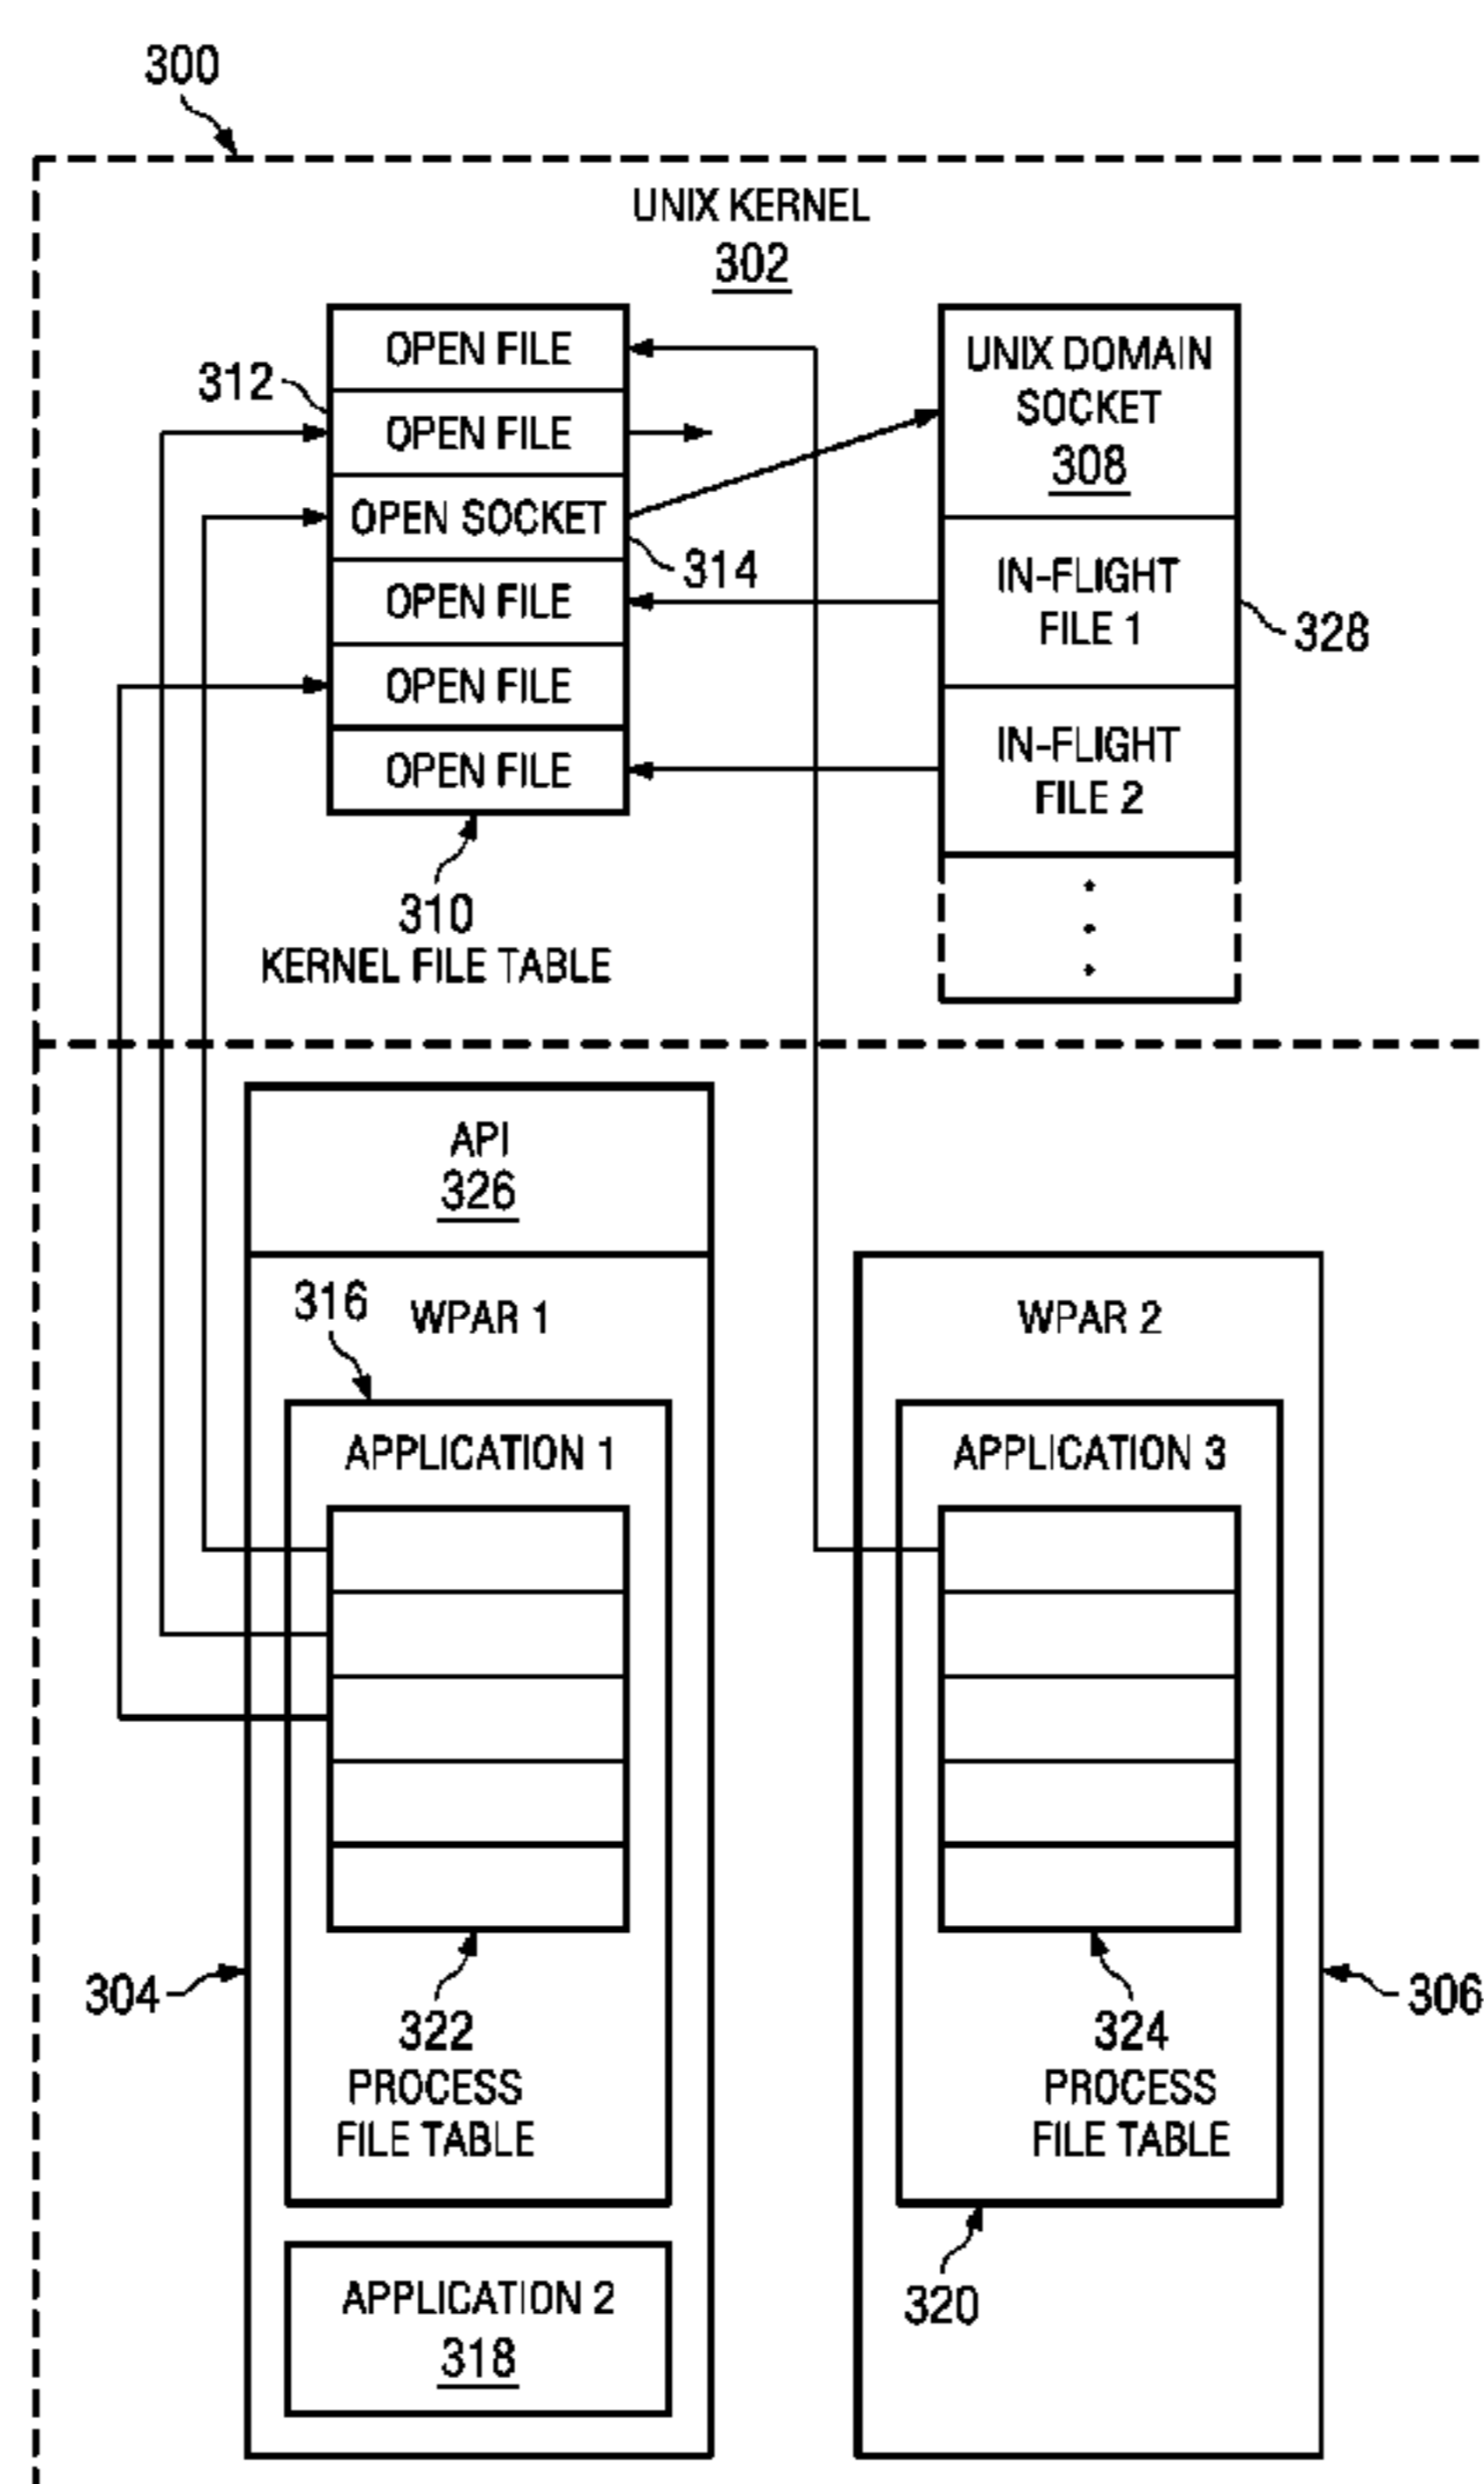 300
UNIX KERNEL
302
312
OPEN FILE
OPEN FILE
OPEN SOCKET
314
OPEN FILE
OPEN FILE
OPEN FILE
310
KERNEL FILE TABLE
UNIX DOMAIN
SOCKET
308
IN-FLIGHT
FILE 1
328
IN-FLIGHT
FILE 2
API
326
316
WPAR 1
APPLICATION 1
304
322
PROCESS
FILE TABLE
APPLICATION 2
318
WPAR 2
APPLICATION 3
306
324
PROCESS
FILE TABLE
320